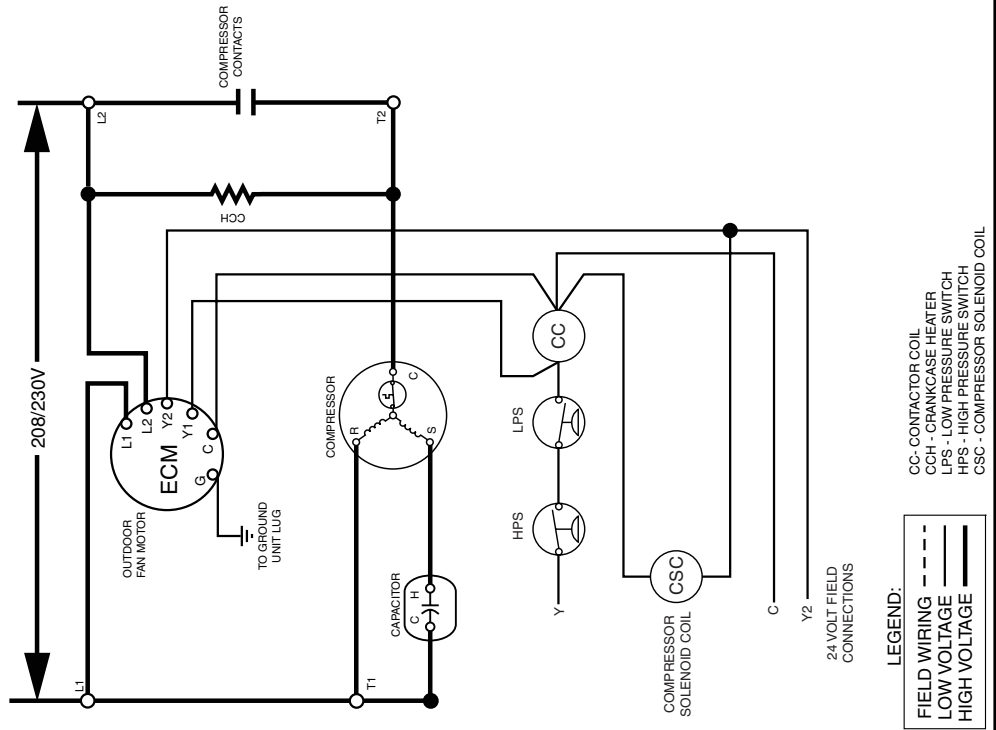 208/230V
L1
L2
COMPRESSOR
CONTACTS
OUTDOOR
FAN MOTOR
ECM
L1
L2
Y2
Y1
C
G
TO GROUND
UNIT LUG
CCH
T1
T2
COMPRESSOR
R
S
C
CAPACITOR
C
H
Y
HPS
LPS
CC
COMPRESSOR
SOLENOID COIL
CSC
C
Y2
24 VOLT FIELD
CONNECTIONS
LEGEND:
FIELD WIRING
LOW VOLTAGE
HIGH VOLTAGE
CC- CONTACTOR COIL
CCH - CRANKCASE HEATER
LPS - LOW PRESSURE SWITCH
HPS - HIGH PRESSURE SWITCH
CSC - COMPRESSOR SOLENOID COIL